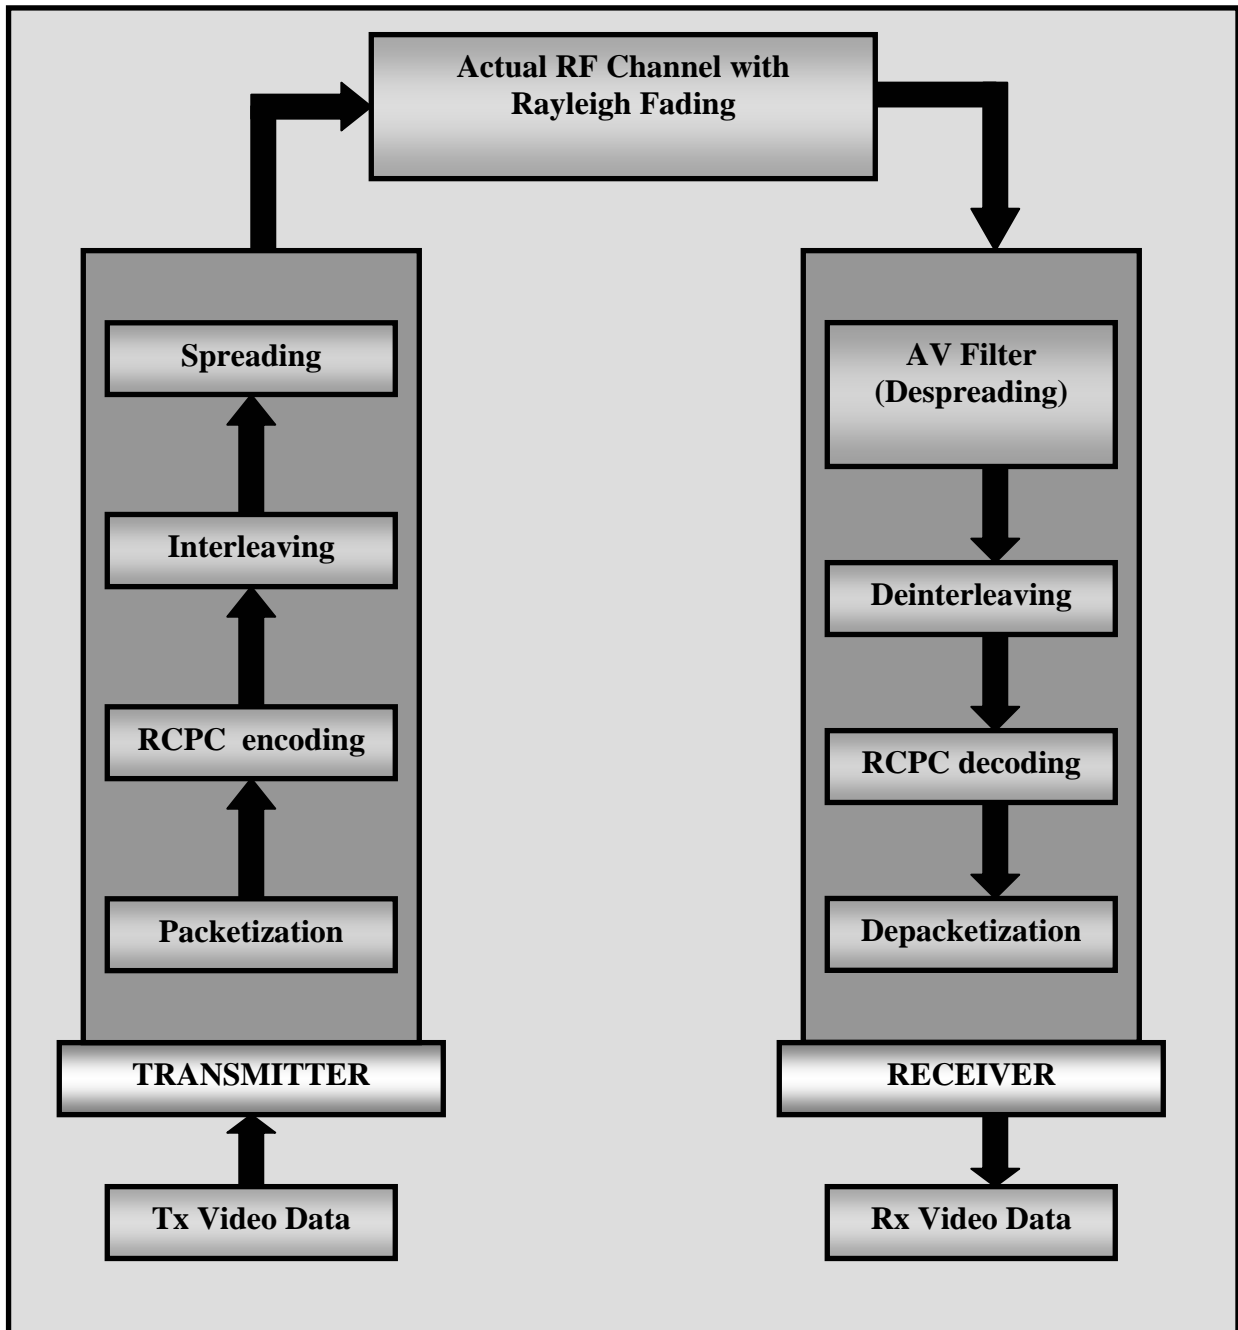 Actual RF Channel with
Rayleigh Fading
Spreading
Interleaving
RCPC encoding
Packetization
TRANSMITTER
Tx Video Data
AV Filter
(Despreading)
Deinterleaving
RCPC decoding
Depacketization
RECEIVER
Rx Video Data